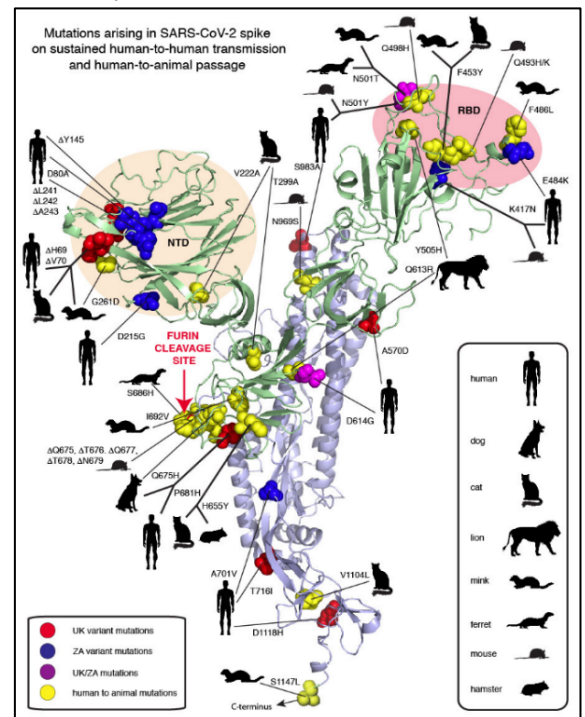 Mutations arising in SARS-CoV-2 spike
on sustained human-to-human transmission
and human-to-animal passage
Q498H
N501T
F453Y
Q493H/K
N501Y
RBD
F486L
ΔY145
D80A
ΔL241
ΔL242
ΔA243
V222A
T299A
S983A
E484K
N969S
K417N
NTD
Y505H
ΔH69
ΔV70
Q613R
G261D
D215G
FURIN
CLEAVAGE
SITE
A570D
S686H
human
I692V
D614G
dog
ΔQ675, ΔT676. ΔQ677,
ΔT678, ΔN679
Q675H
P681H
cat
H655Y
lion
A701V
V1104L
mink
T716I
D1118H
terret
UK variant mutations
ZA variant mutations
mouse
UK/ZA mutations
human to animal mutations
S1147L
hamster
C-terminus